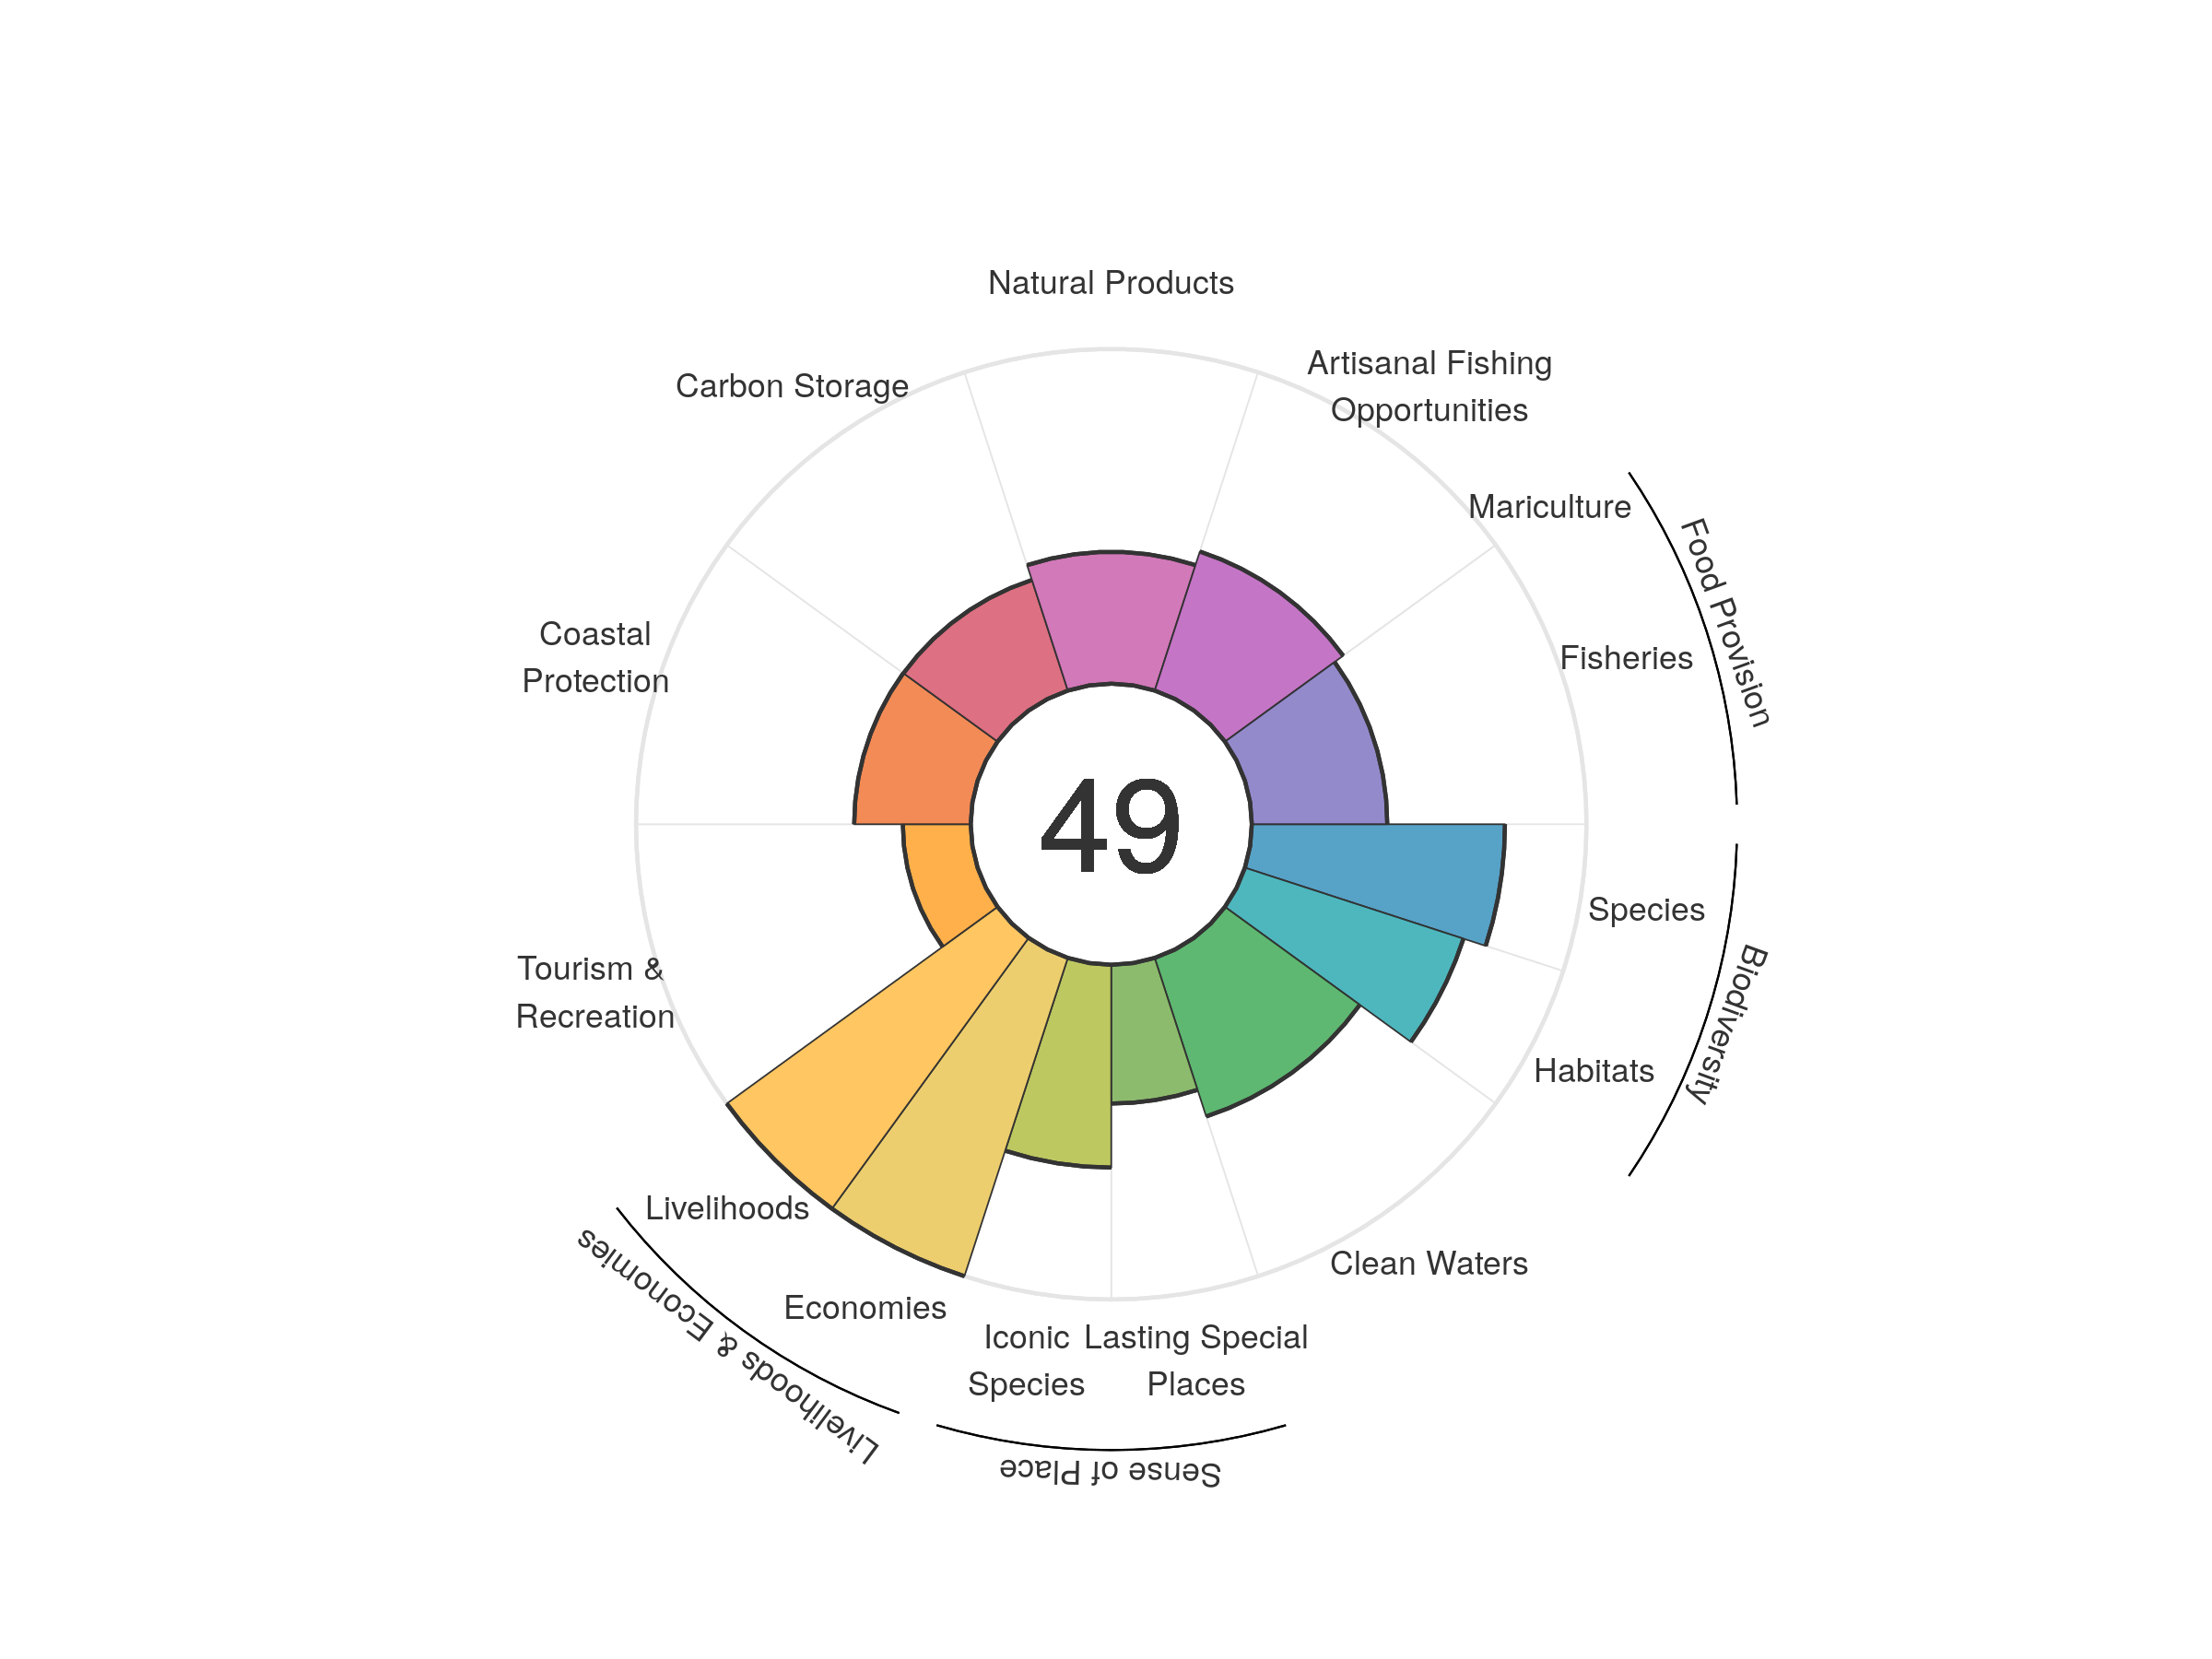 Natural Products
Carbon Storage
Artisanal Fishing
Opportunities
Mariculture
Food Provision
Fisheries
Coastal
Protection
49
Species
Biodiversity
Tourism &
Recreation
Habitats
Livelihoods
Livelihoods & Economies
Clean Waters
Economies
Iconic
Species
Lasting Special
Places
Sense of Place